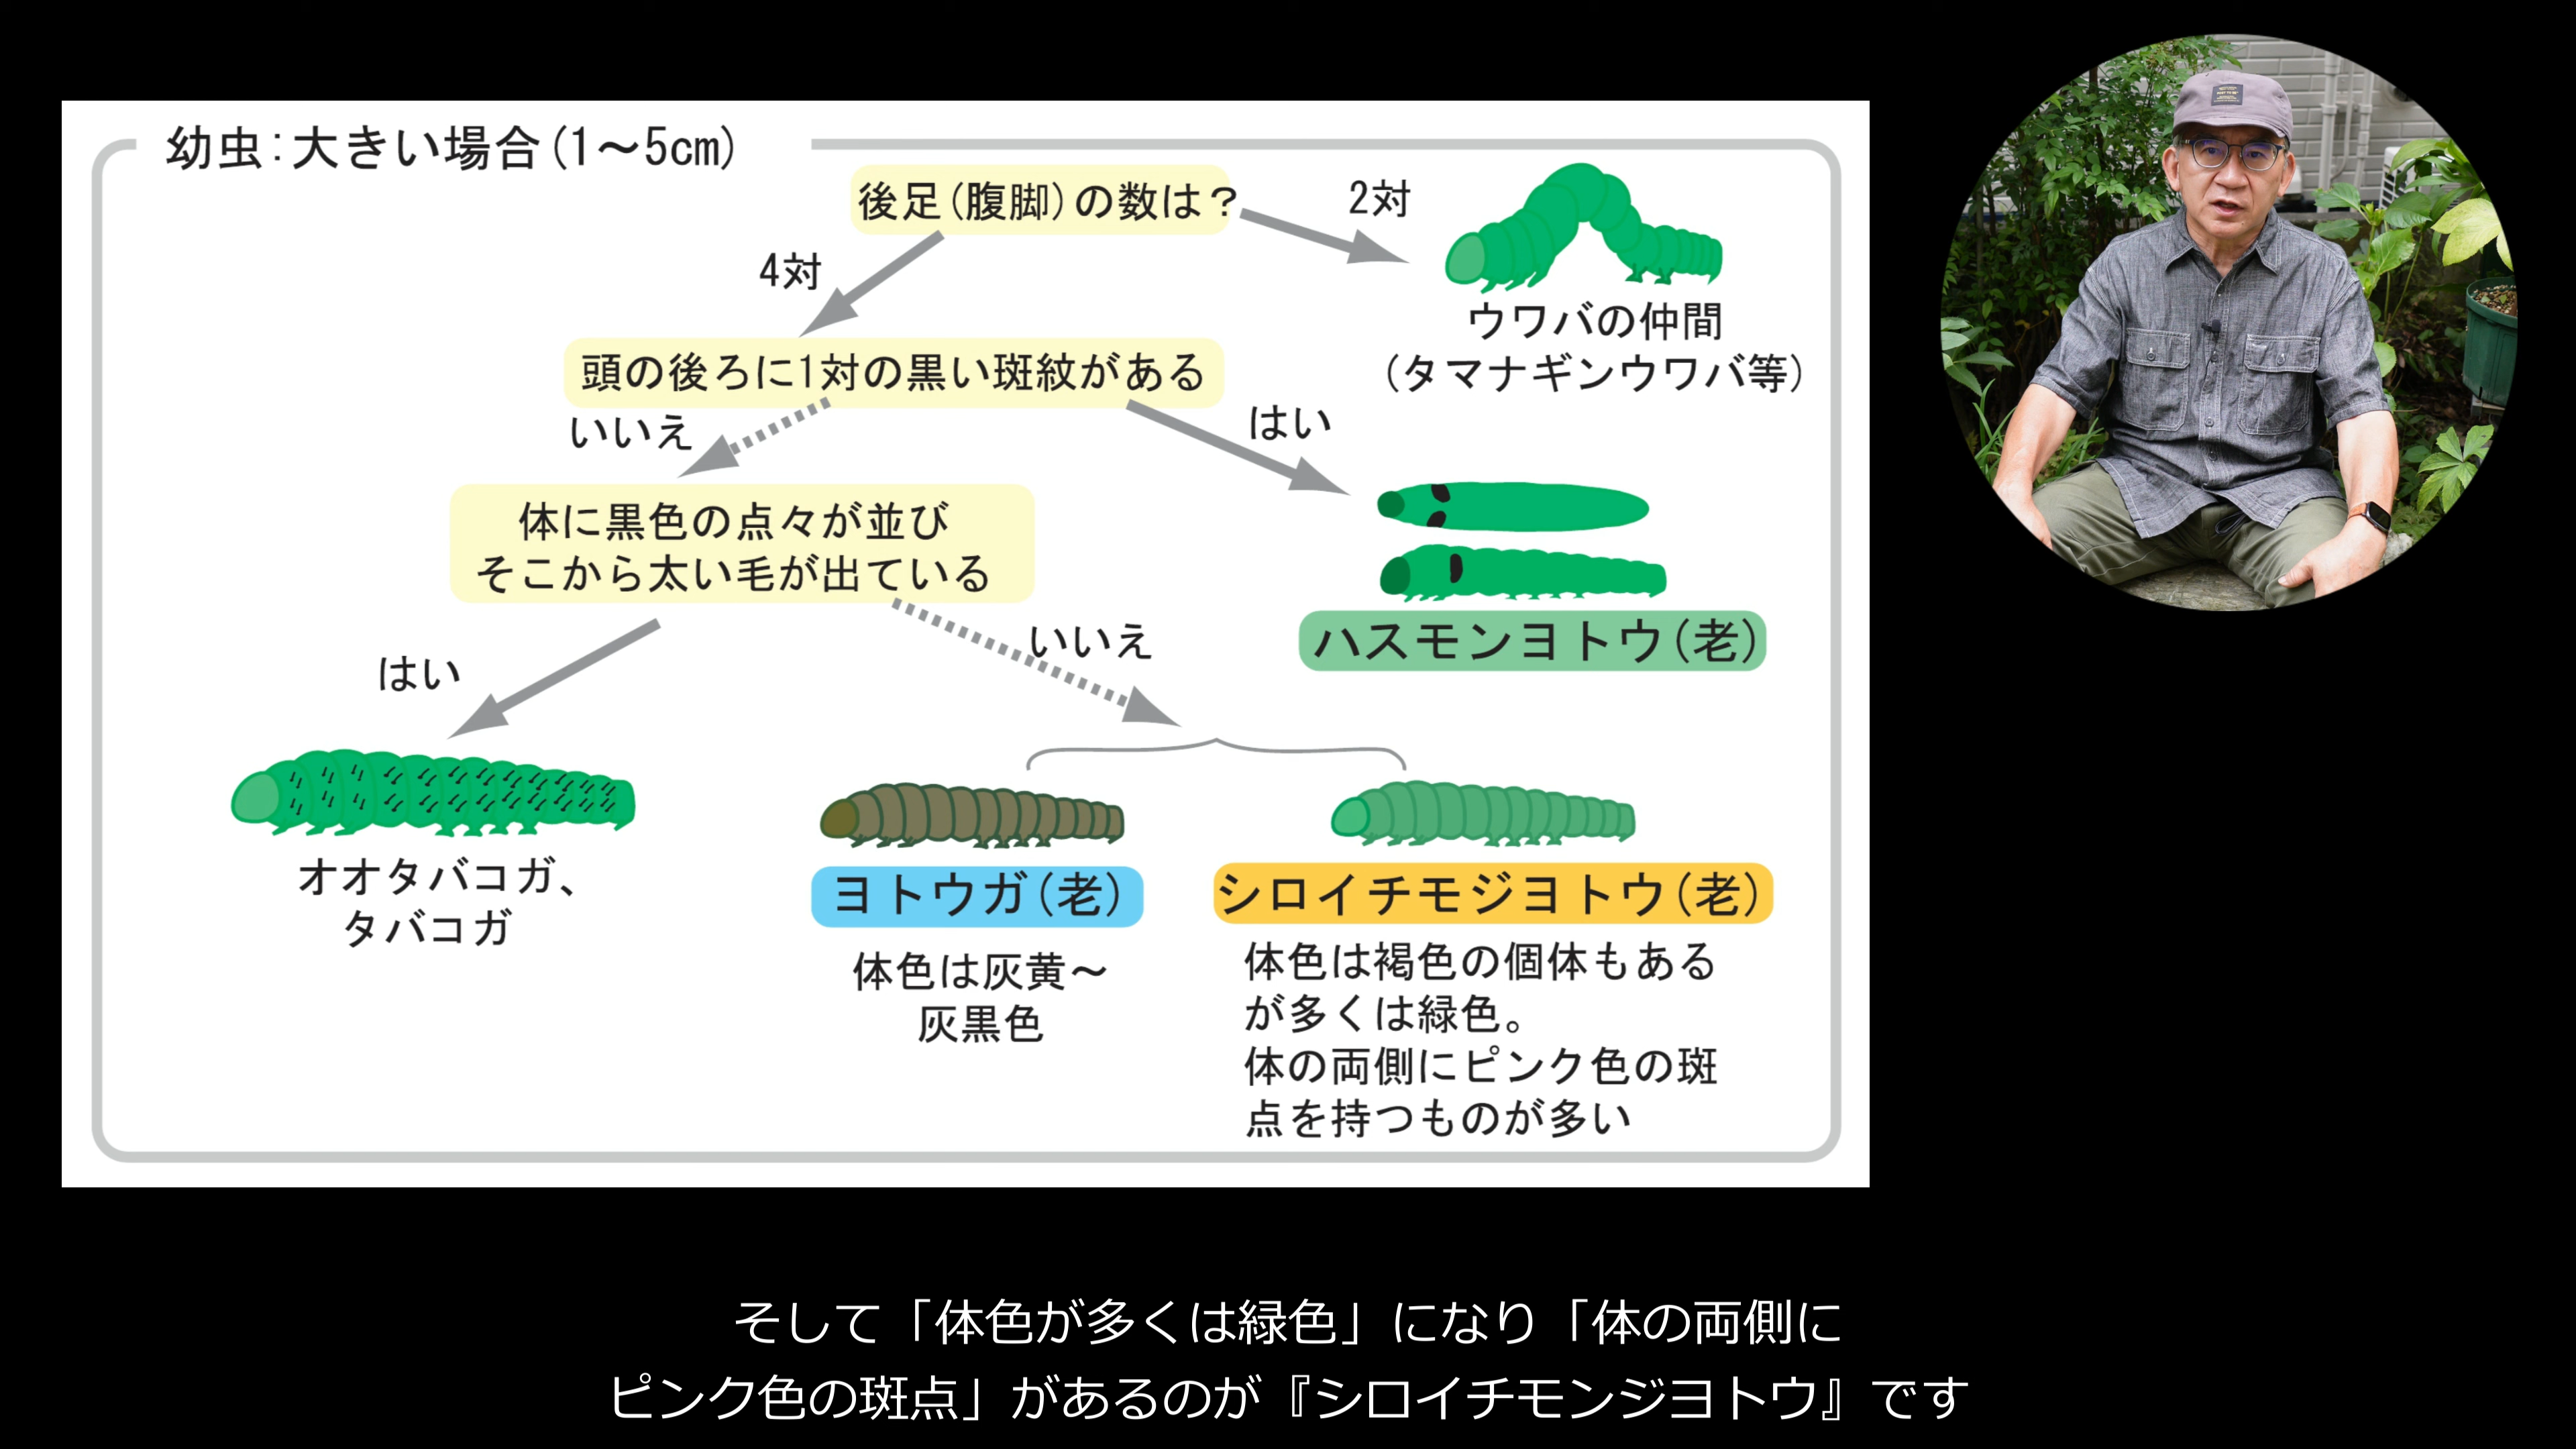 幼虫：大きい場合(1〜5cm)
後足(腹脚)の数は？
2対
4対
ウワバの仲間
(タマナギンウワバ等)
頭の後ろに1対の黒い斑紋がある
いいえ
はい
体に黒色の点々が並び
そこから太い毛が出ている
ハスモンヨトウ(老)
はい
いいえ
オオタバコガ、
タバコガ
ヨトウガ(老)
体色は灰黄〜
灰黒色
シロイチモジヨトウ(老)
体色は褐色の個体もある
が多くは緑色。
体の両側にピンク色の斑
点を持つものが多い
そして「体色が多くは緑色」になり「体の両側に
ピンク色の斑点」があるのが『シロイチモンジヨトウ』です